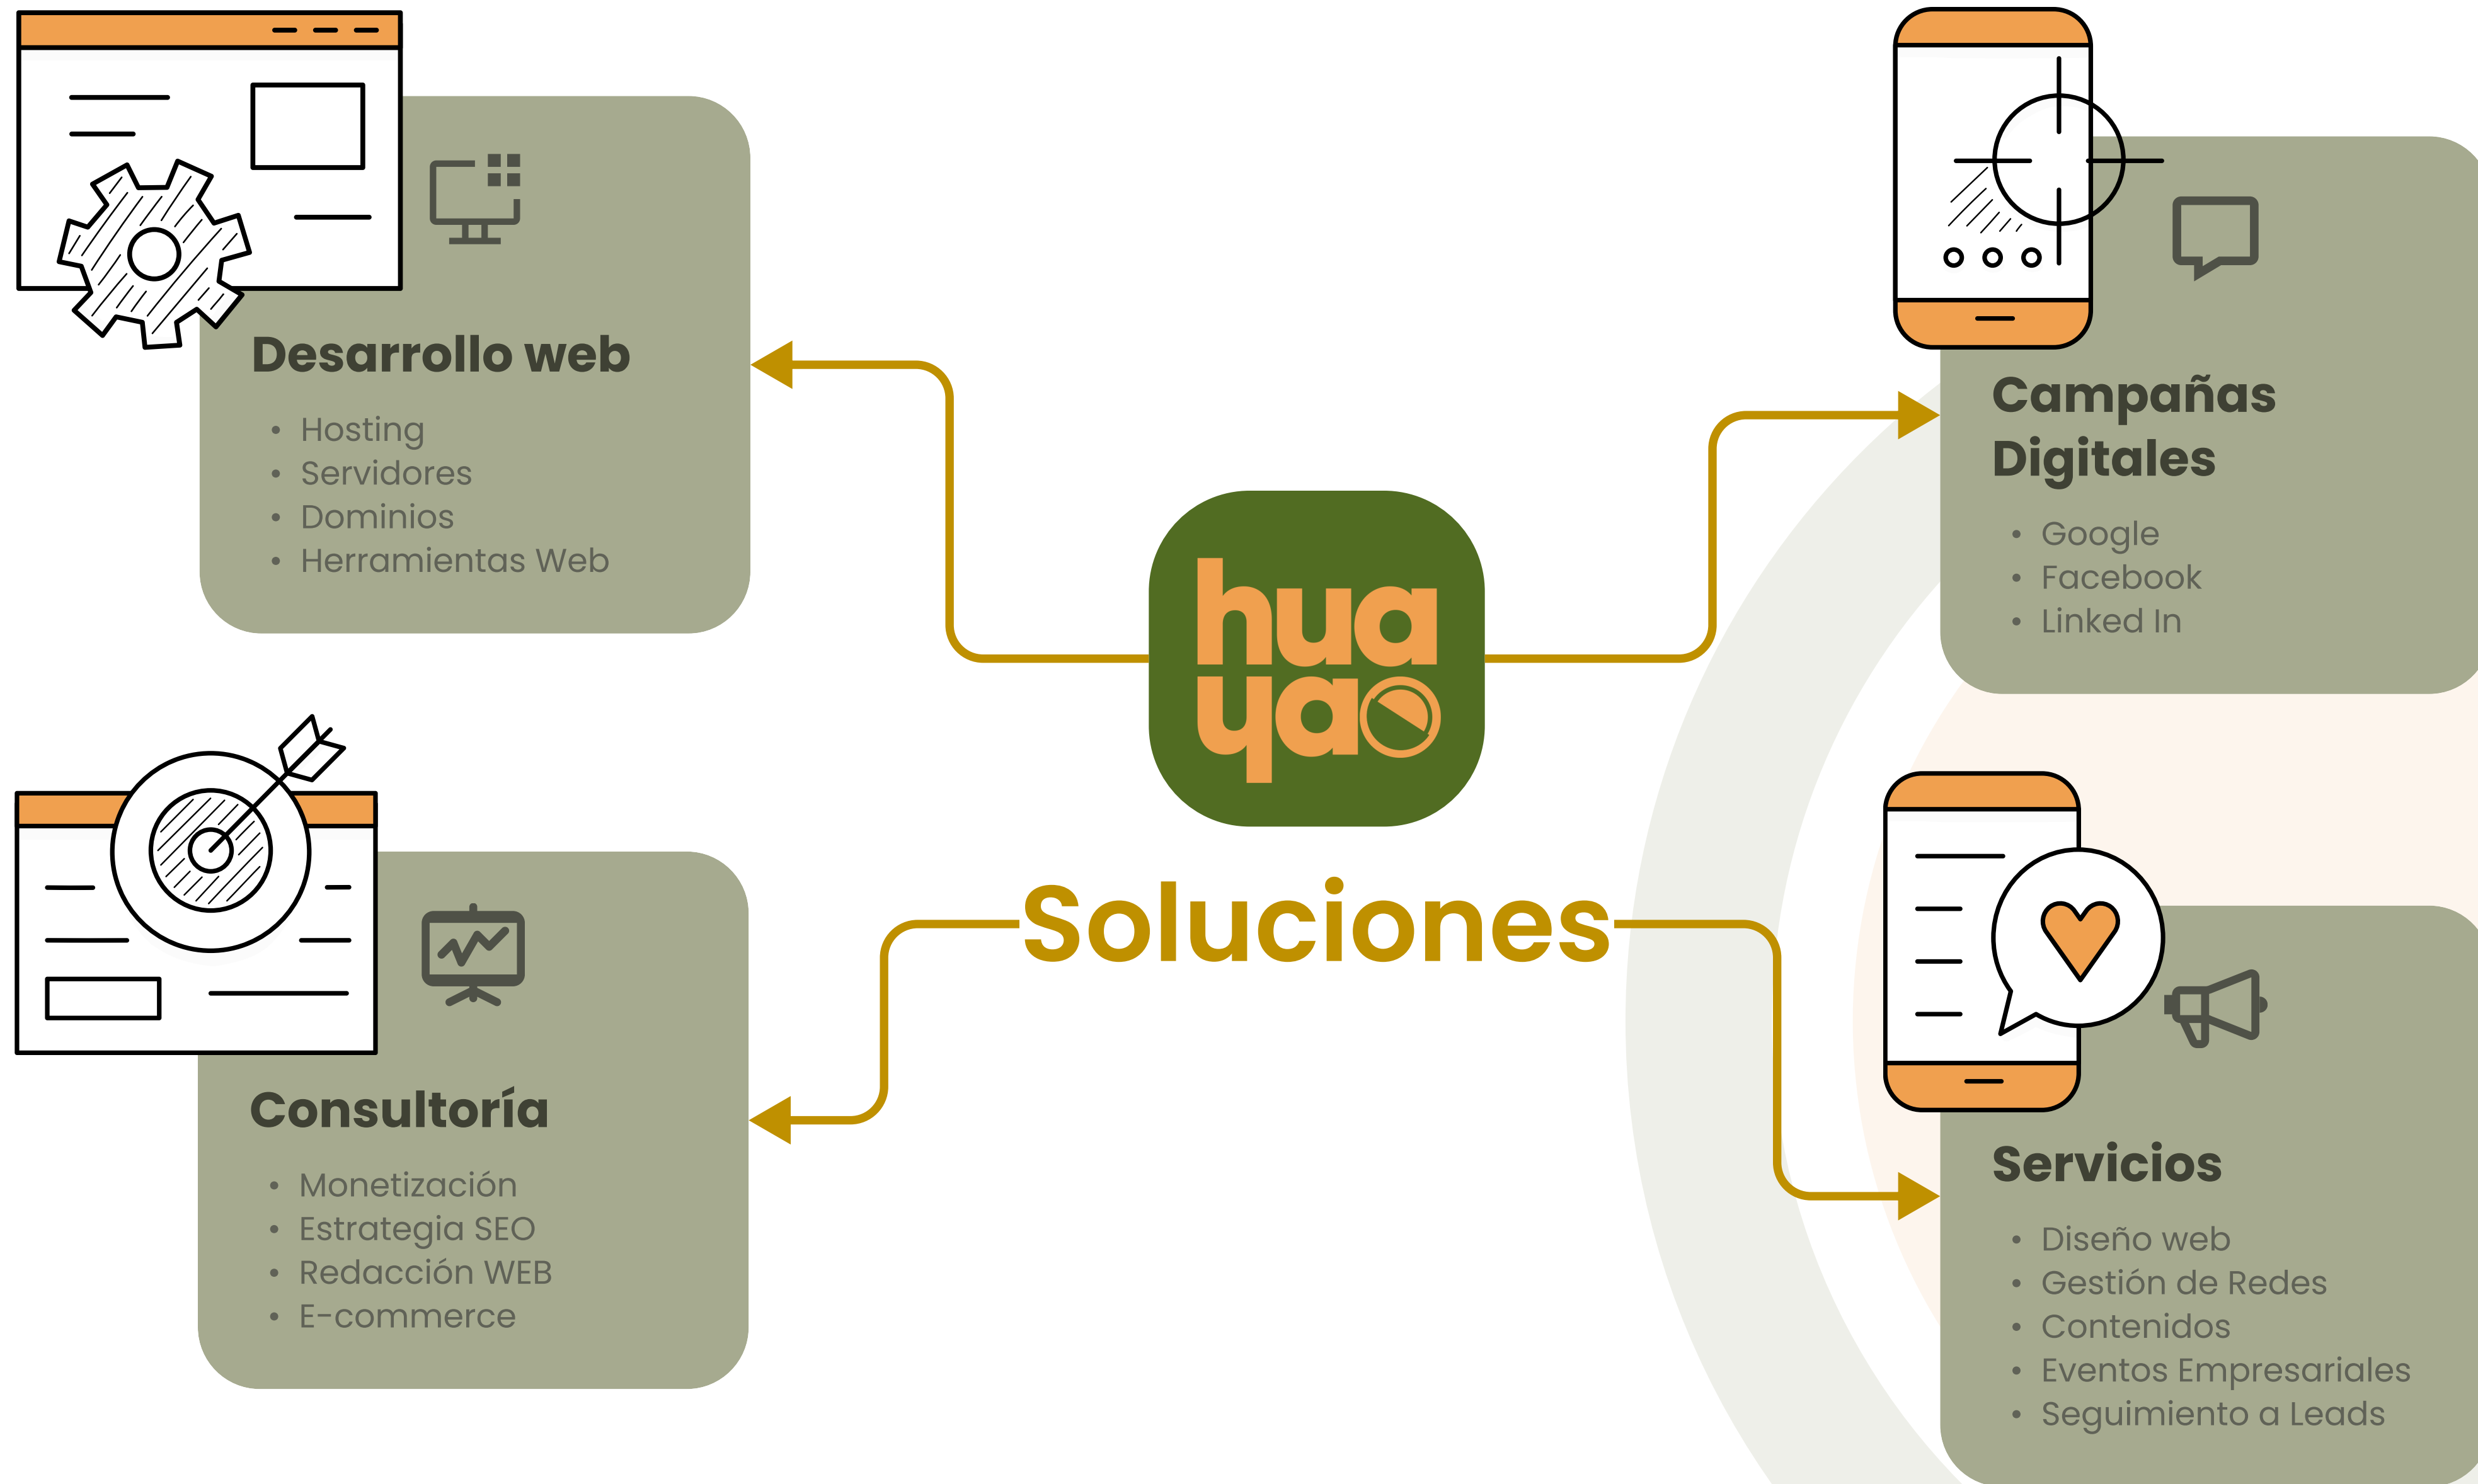 Desarrollo web
• Hosting
• Servidores
• Dominios
• Herramientas Web
Campañas
Digitales
• Google
• Facebook
• Linked In
hua
ya
Soluciones
Consultoría
• Monetización
• Estrategia SEO
• Redacción WEB
• E-commerce
Servicios
• Diseño web
• Gestión de Redes
• Contenidos
• Eventos Empresariales
• Seguimiento a Leads